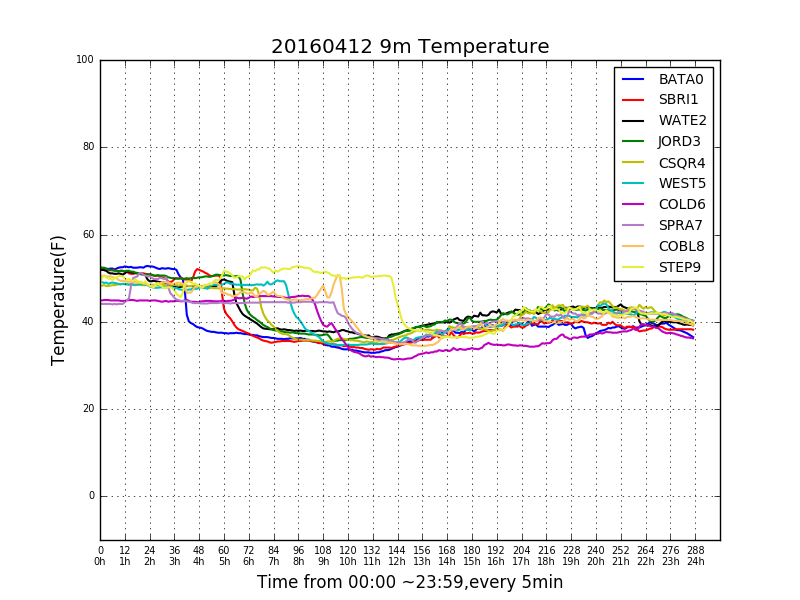 20160412 9m Temperature
100
80
60
40
20
0
Temperature(F)
BATA0
SBRI1
WATE2
JORD3
CSQR4
WEST5
COLD6
SPRA7
COBL8
STEP9
0 12 24 36 48 60 72 84 96 108 120 132 144 156 168 180 192 204 216 228 240 252 264 276 288
0h 1h 2h 3h 4h 5h 6h 7h 8h 9h 10h 11h 12h 13h 14h 15h 16h 17h 18h 19h 20h 21h 22h 23h 24h
Time from 00:00 ~23:59,every 5min